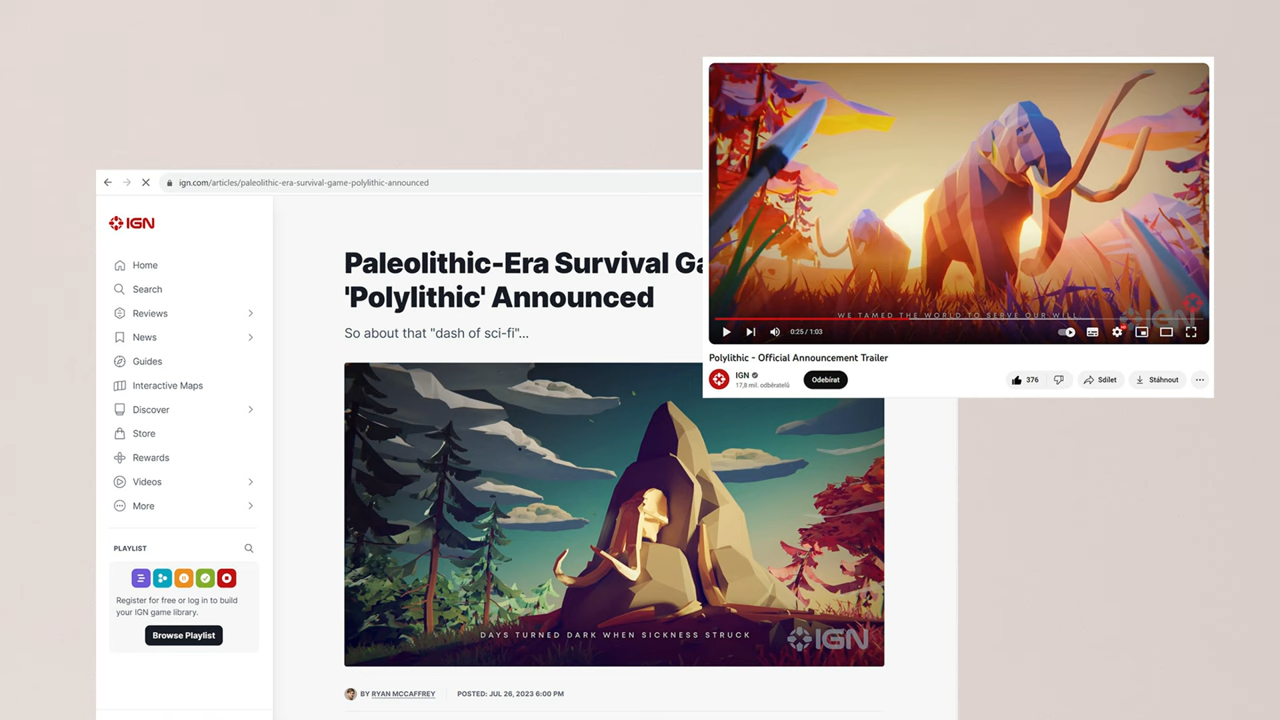 ign.com/articles/paleolithic-era-survival-game-polylithic-announced
IGN
Home
Search
Reviews
News
Guides
Interactive Maps
Discover
Store
Rewards
Videos
More
PLAYLIST
Register for free or log in to build
your IGN game library.
Browse Playlist
Paleolithic-Era Survival Ga
'Polylithic' Announced
So about that "dash of sci-fi"...
DAYS TURNED DARK WHEN SICKNESS STRUCK
IGN
BY RYAN MCCAFFREY
POSTED: JUL 26, 2023 6:00 PM
WE TAMED THE WORLD TO SERVE OUR WILL.
IGN
0:25 / 1:03
Polylithic - Official Announcement Trailer
IGN
17,8 mil. odběratelů
Odebírat
376
Sdílet
Stáhnout